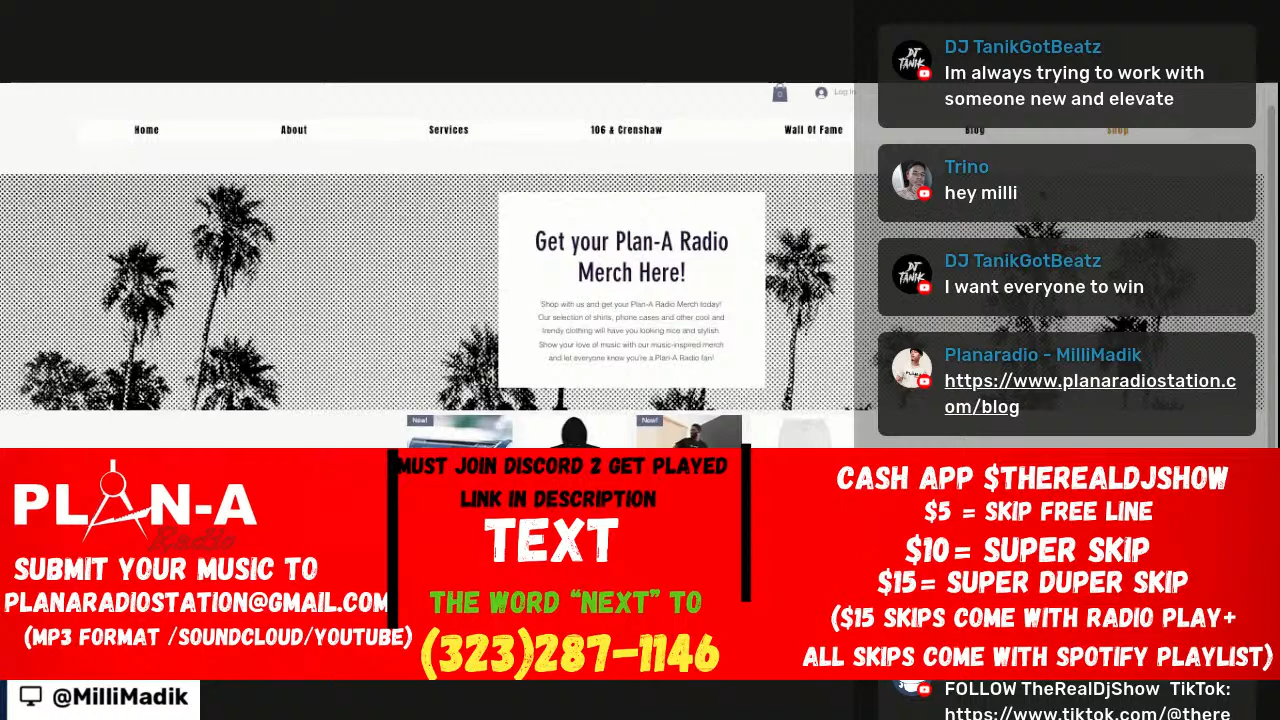 0
Log In
Home
About
Services
106 & Crenshaw
Wall Of Fame
Blog
Shop
Get your Plan-A Radio
Merch Here!
Shop with us and get your Plan-A Radio Merch today!
Our selection of shirts, phone cases and other cool and
trendy clothing will have you looking nice and stylish.
Show your love of music with our music-inspired merch
and let everyone know you're a Plan-A Radio fan!
New!
New!
DJ TanikGotBeatz
Im always trying to work with
someone new and elevate
Trino
hey milli
DJ TanikGotBeatz
I want everyone to win
Planaradio - MilliMadik
https://www.planaradiostation.c
om/blog
PLAN-A
Radio
SUBMIT YOUR MUSIC TO
PLANARADIOSTATION@GMAIL.COM
(MP3 FORMAT /SOUNDCLOUD/YOUTUBE)
MUST JOIN DISCORD 2 GET PLAYED
LINK IN DESCRIPTION
TEXT
THE WORD “NEXT” TO
(323)287-1146
CASH APP $THEREALDJSHOW
$5 = SKIP FREE LINE
$10= SUPER SKIP
$15= SUPER DUPER SKIP
($15 SKIPS COME WITH RADIO PLAY+
ALL SKIPS COME WITH SPOTIFY PLAYLIST)
@MilliMadik
FOLLOW TheRealDjShow TikTok:
https://www.tiktok.com/@there